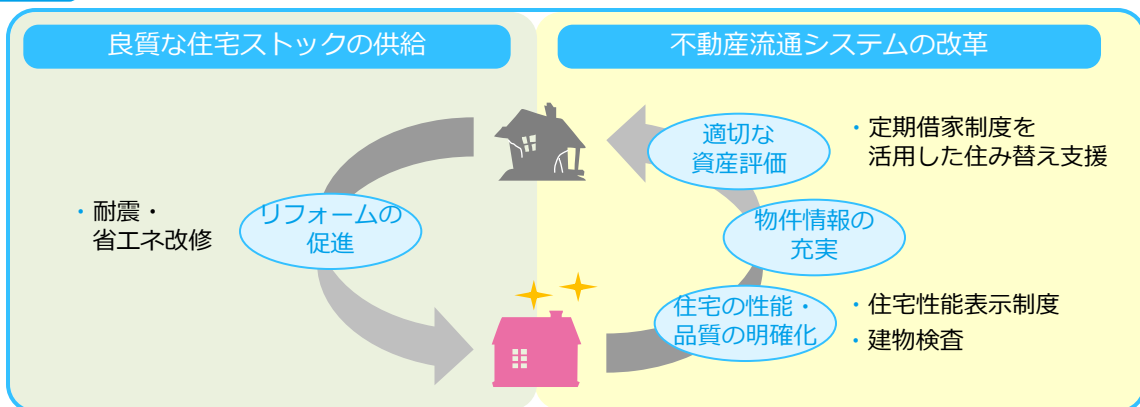 良質な住宅ストックの供給
不動産流通システムの改革
・耐震・
省エネ改修
リフォームの
促進
適切な
資産評価
・定期借家制度を
活用した住み替え支援
物件情報の
充実
住宅の性能・
品質の明確化
・住宅性能表示制度
・建物検査